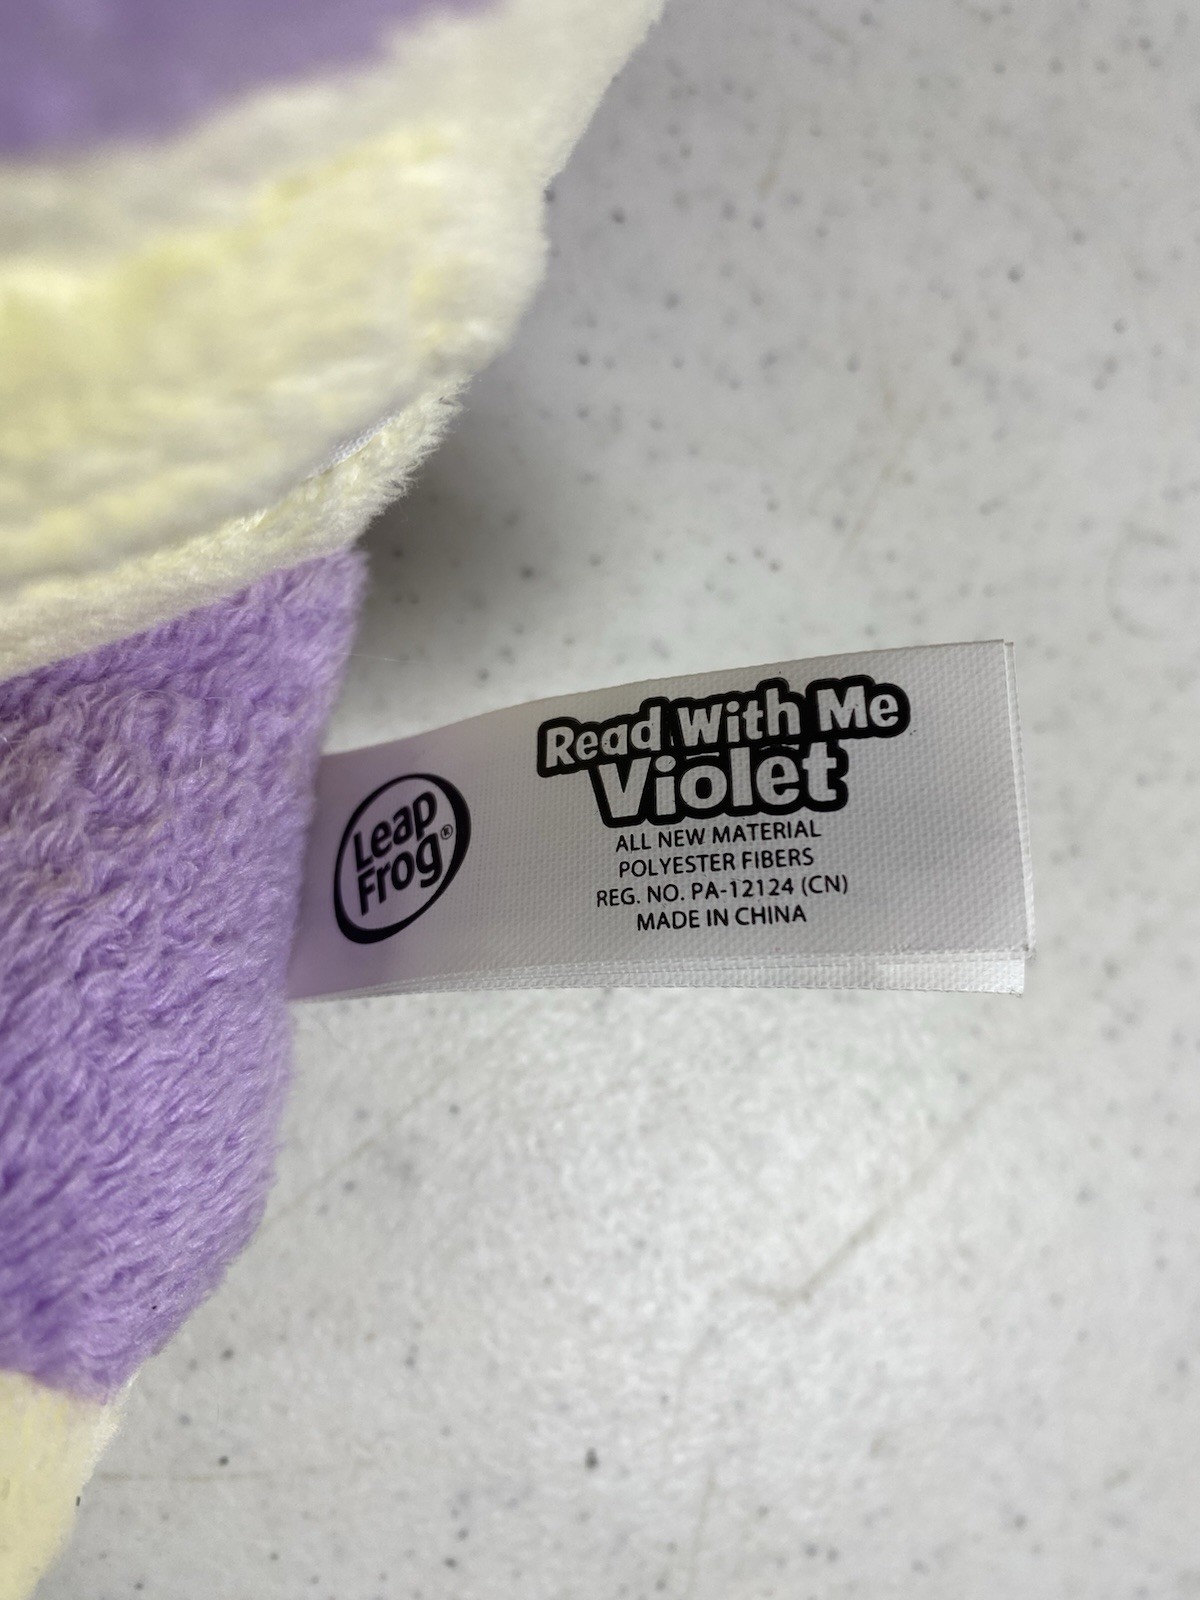 Leap
Frog®
Read With Me
Violet
ALL NEW MATERIAL
POLYESTER FIBERS
REG. NO. PA-12124 (CN)
MADE IN CHINA